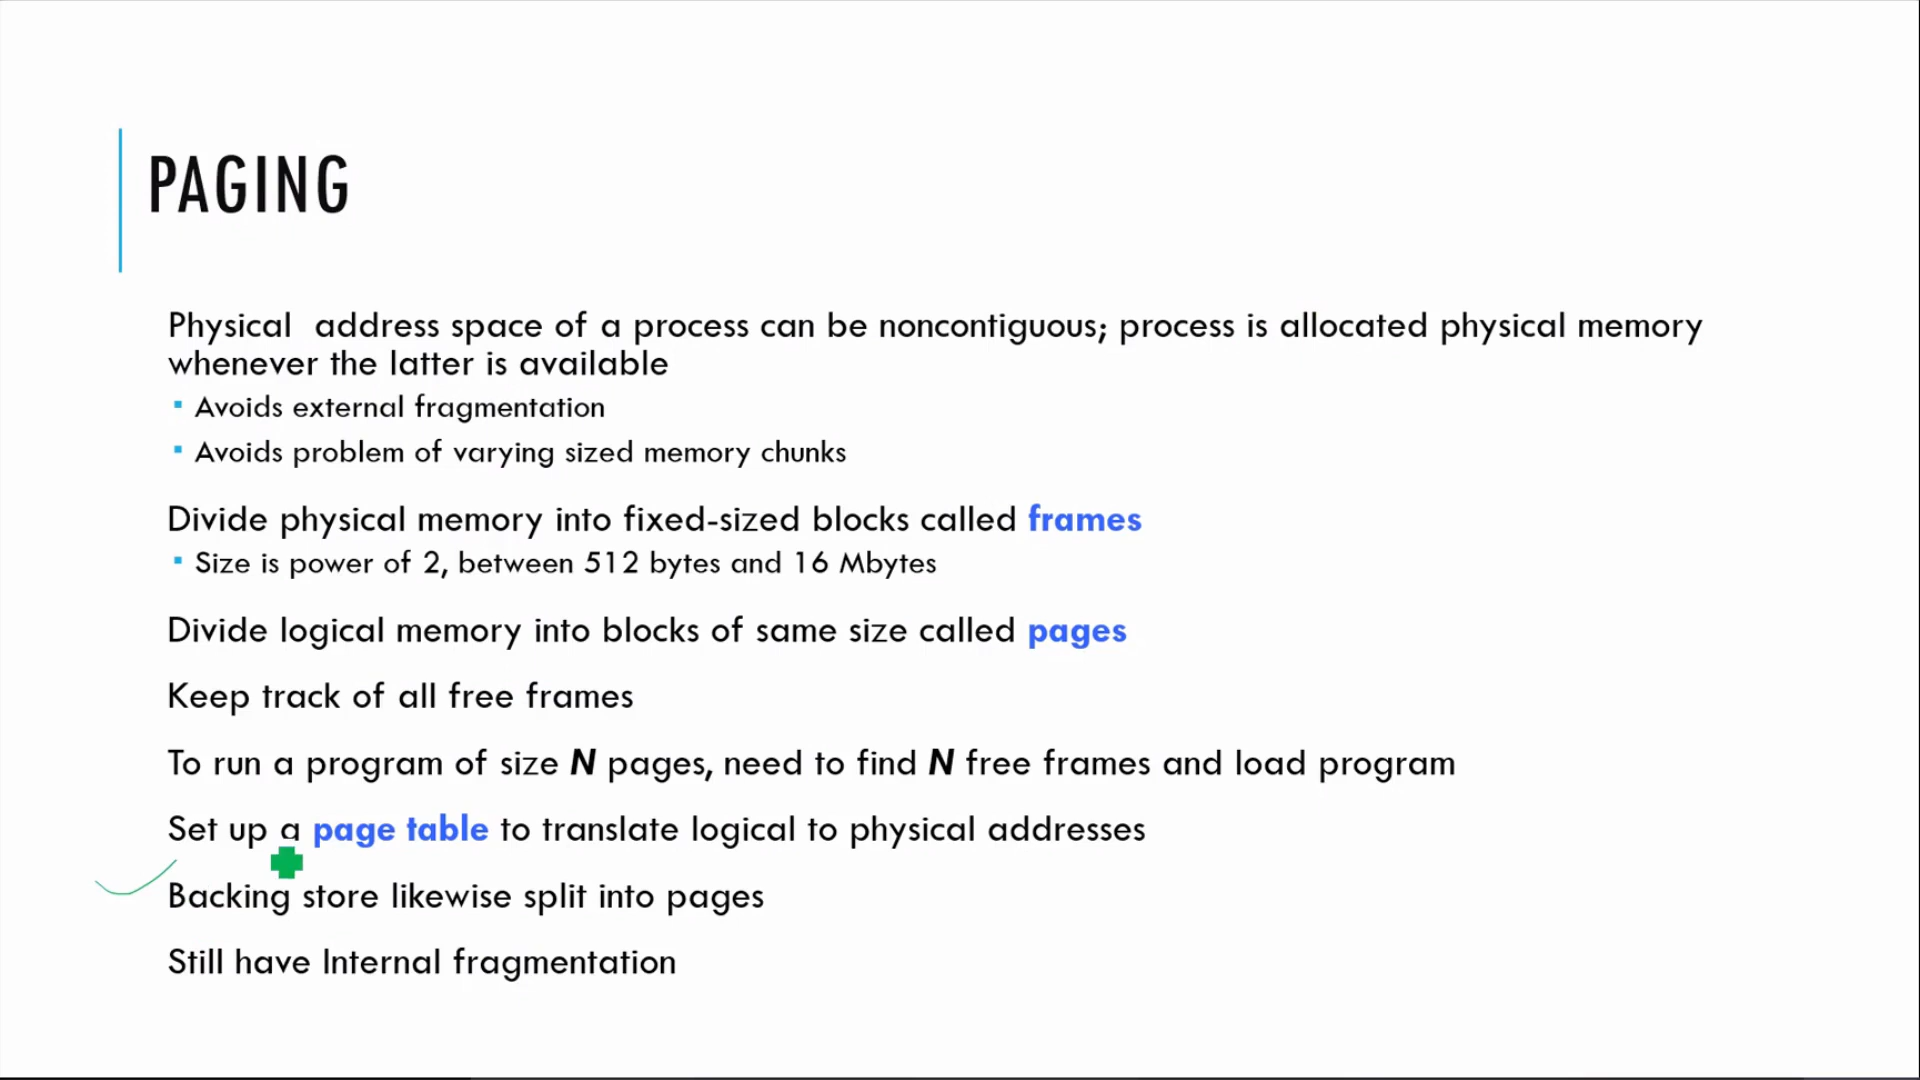 PAGING
Physical address space of a process can be noncontiguous; process is allocated physical memory
whenever the latter is available
Avoids external fragmentation
Avoids problem of varying sized memory chunks
Divide physical memory into fixed-sized blocks called frames
Size is power of 2, between 512 bytes and 16 Mbytes
Divide logical memory into blocks of same size called pages
Keep track of all free frames
To run a program of size N pages, need to find N free frames and load program
Set up a page table to translate logical to physical addresses
Backing store likewise split into pages
Still have Internal fragmentation